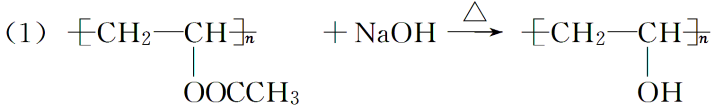 (1) ⁅CH₂—CH⁆ₙ + NaOH △→ ⁅CH₂—CH⁆ₙ
OOCCH₃ OH